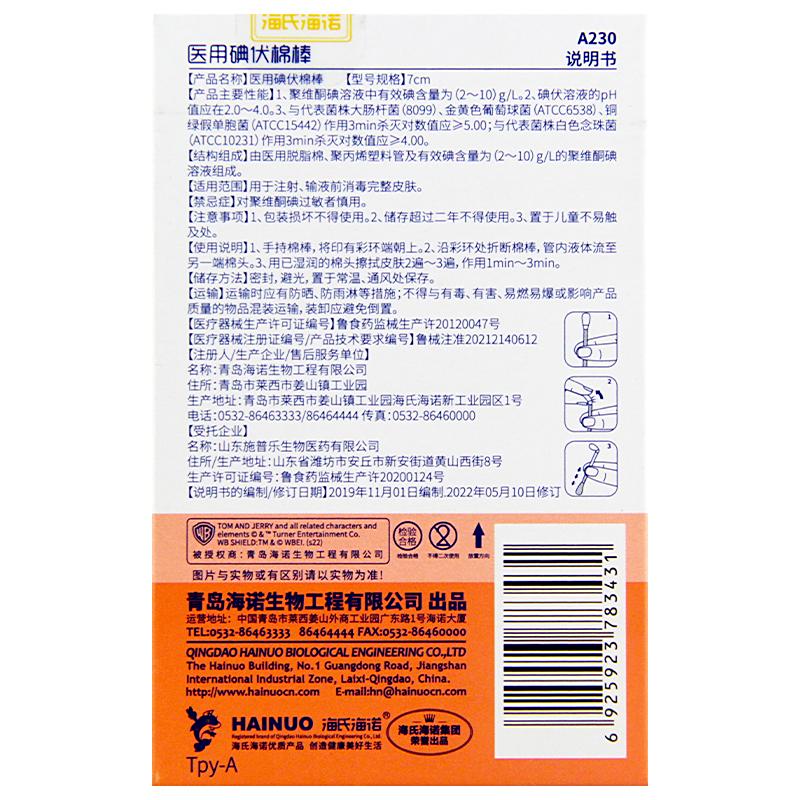 海氏海诺
A230
医用碘伏棉棒
说明书
【产品名称】医用碘伏棉棒 【型号规格】7cm
【产品主要性能】1、聚维酮碘溶液中有效碘含量为(2～10)g/L。2、碘伏溶液的pH
值应在2.0～4.0。3、与代表菌株大肠杆菌(8099)、金黄色葡萄球菌(ATCC6538)、铜
绿假单胞菌(ATCC15442)作用3min杀灭对数值应≥5.00;与代表菌株白色念珠菌
(ATCC10231)作用3min杀灭对数值应≥4.00。
【结构组成】由医用脱脂棉、聚丙烯塑料管及有效碘含量为(2～10)g/L的聚维酮碘
溶液组成。
【适用范围】用于注射、输液前消毒完整皮肤。
【禁忌症】对聚维酮碘过敏者慎用。
【注意事项】1、包装损坏不得使用。2、储存超过二年不得使用。3、置于儿童不易触
及处。
【使用说明】1、手持棉棒，将印有彩环端朝上。2、沿彩环处折断棉棒，管内液体流至
另一端棉头。3、用已湿润的棉头擦拭皮肤2遍～3遍，作用1min～3min。
【储存方法】密封，避光，置于常温、通风处保存。
【运输】运输时应有防晒、防雨淋等措施;不得与有毒、有害、易燃易爆或影响产品
质量的物品混装运输，装卸应避免倒置。
【医疗器械生产许可证编号】鲁食药监械生产许20120047号
【医疗器械注册证编号/产品技术要求编号】鲁械注准20212140612
【注册人/生产企业/售后服务单位】
名称:青岛海诺生物工程有限公司
住所:青岛市莱西市姜山镇工业园
生产地址:青岛市莱西市姜山镇工业园海氏海诺新工业园区1号
电话:0532-86463333/86464444 传真:0532-86460000
【受托企业】
名称:山东施普乐生物医药有限公司
住所/生产地址:山东省潍坊市安丘市新安街道黄山西街8号
生产许可证编号:鲁食药监械生产许20200124号
【说明书的编制/修订日期】2019年11月01日编制,2022年05月10日修订
1
2
3
WB
TOM AND JERRY and all related characters and
elements © & ™ Turner Entertainment Co.
WB SHIELD:TM & © WBEI. (s22)
被授权商:青岛海诺生物工程有限公司
检验
合格
检验合格
2
不得二次使用
放置方向
图片与实物或有区别请以实物为准!
青岛海诺生物工程有限公司 出品
运营地址: 中国青岛市莱西姜山外商工业园广东路1号海诺大厦
TEL:0532-86463333 86464444 FAX:0532-86460000
QINGDAO HAINUO BIOLOGICAL ENGINEERING CO.,LTD
The Hainuo Building, No.1 Guangdong Road, Jiangshan
International Industrial Zone, Laixi-Qingdao, China.
http://www.hainuocn.com E-mail:hn@hainuocn.com
HAINUO 海氏海诺®
Registered brand of Qingdao Hainuo Biological Engineering Co., Ltd.
海氏海诺优质产品 创造健康美好生活
海氏海诺集团
荣誉出品
Tpy-A
6 925923 783431